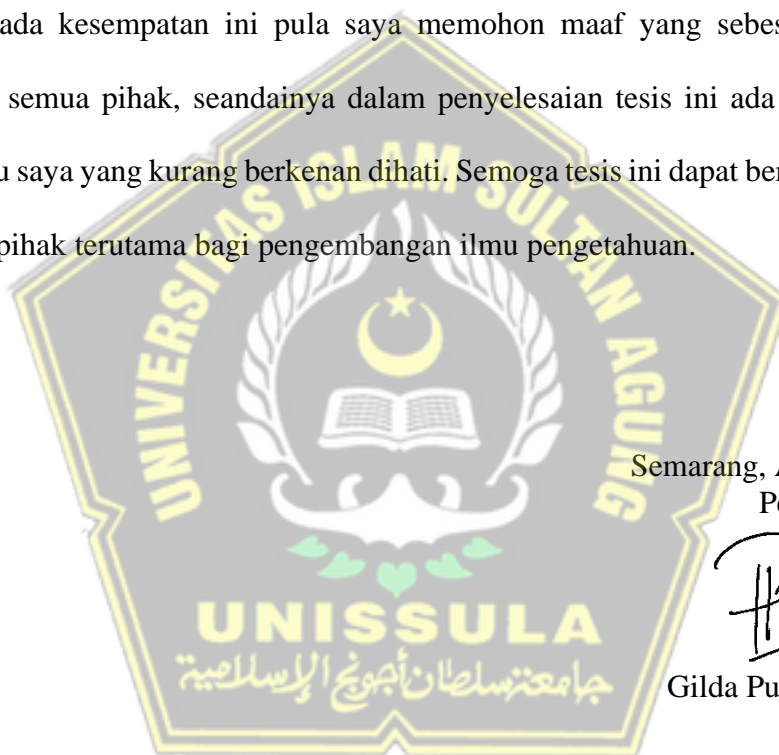 ada kesempatan ini pula saya memohon maaf yang sebes
semua pihak, seandainya dalam penyelesaian tesis ini ada
u saya yang kurang berkenan dihati. Semoga tesis ini dapat ber
pihak terutama bagi pengembangan ilmu pengetahuan.
UNIVERSITAS ISLAM SULTAN AGUNG
Semarang, A
Pe
UNISSULA
جامعة سلطان أجونج الإسلامية
Gilda Pu